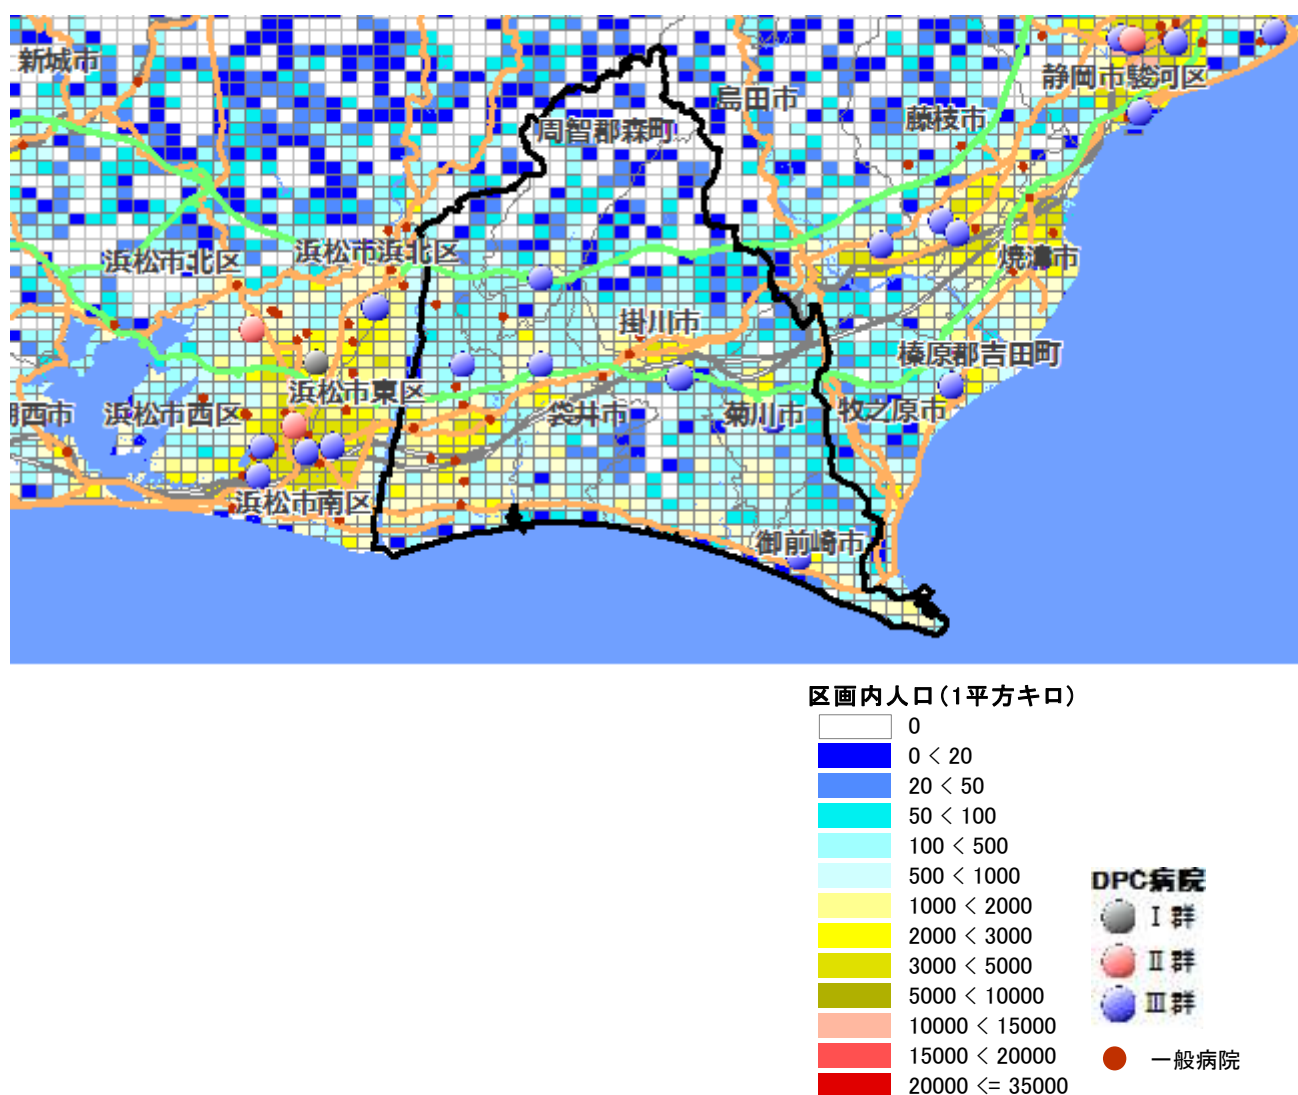 新城市
静岡市駿河区
島田市
藤枝市
周智郡森町
浜松市北区
浜松市浜北区
焼津市
掛川市
榛原郡吉田町
浜松市東区
湖西市
浜松市西区
袋井市
菊川市
牧之原市
浜松市南区
御前崎市
区画内人口(1平方キロ)
0
0 < 20
20 < 50
50 < 100
100 < 500
500 < 1000
1000 < 2000
2000 < 3000
3000 < 5000
5000 < 10000
10000 < 15000
15000 < 20000
20000 <= 35000
DPC病院
Ⅰ群
Ⅱ群
Ⅲ群
一般病院